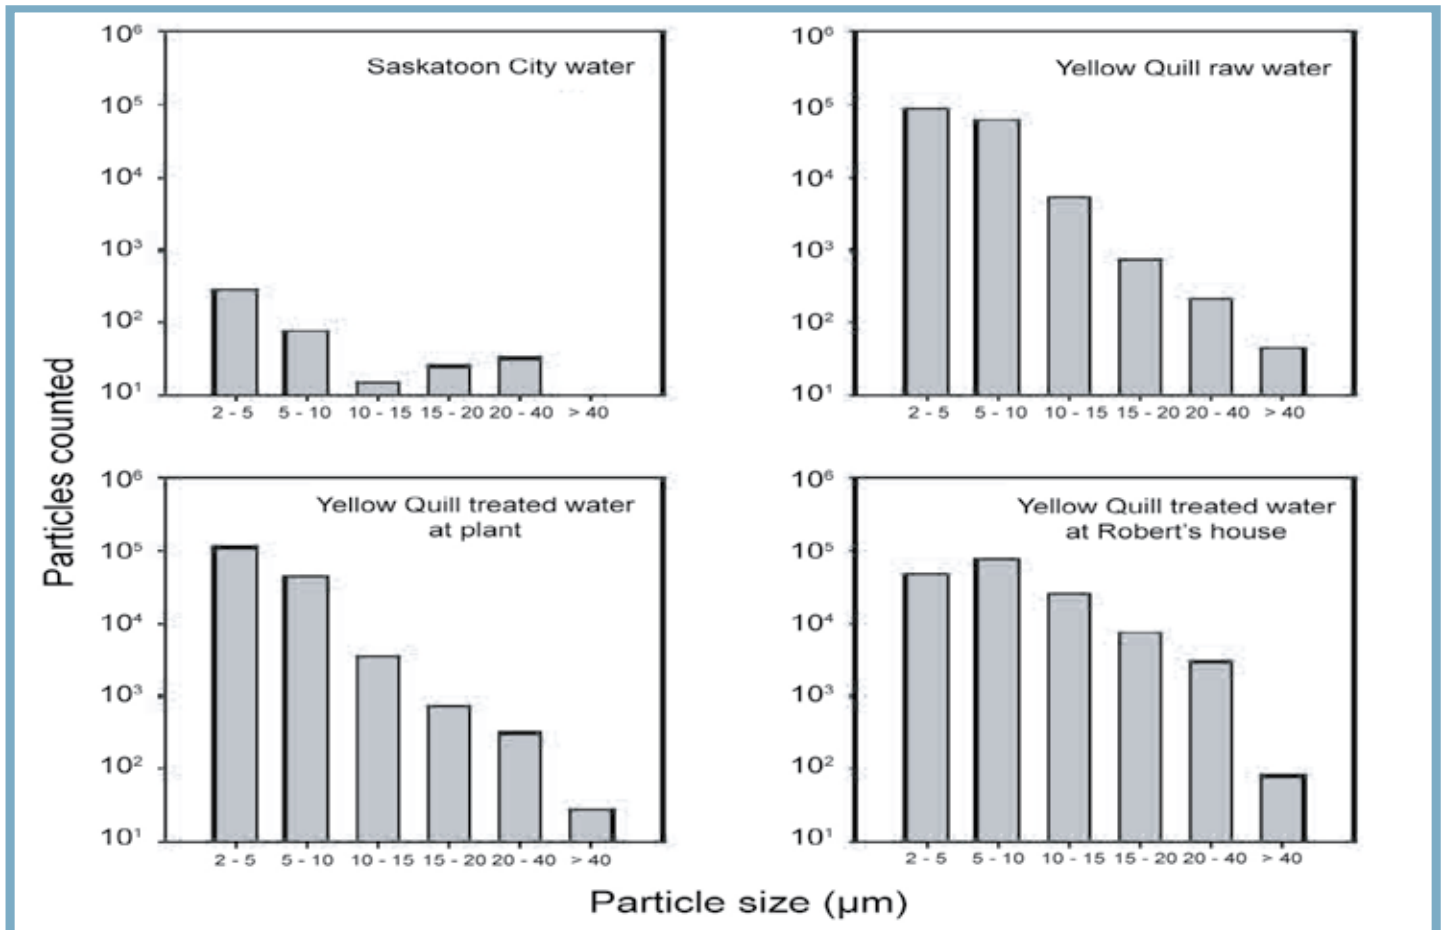 Particles counted
Saskatoon City water
10⁶
10⁵
10⁴
10³
10²
10¹
2 - 5 5 - 10 10 - 15 15 - 20 20 - 40 > 40
Yellow Quill raw water
10⁶
10⁵
10⁴
10³
10²
10¹
2 - 5 5 - 10 10 - 15 15 - 20 20 - 40 > 40
Yellow Quill treated water
at plant
10⁶
10⁵
10⁴
10³
10²
10¹
2 - 5 5 - 10 10 - 15 15 - 20 20 - 40 > 40
Yellow Quill treated water
at Robert's house
10⁶
10⁵
10⁴
10³
10²
10¹
2 - 5 5 - 10 10 - 15 15 - 20 20 - 40 > 40
Particle size (µm)